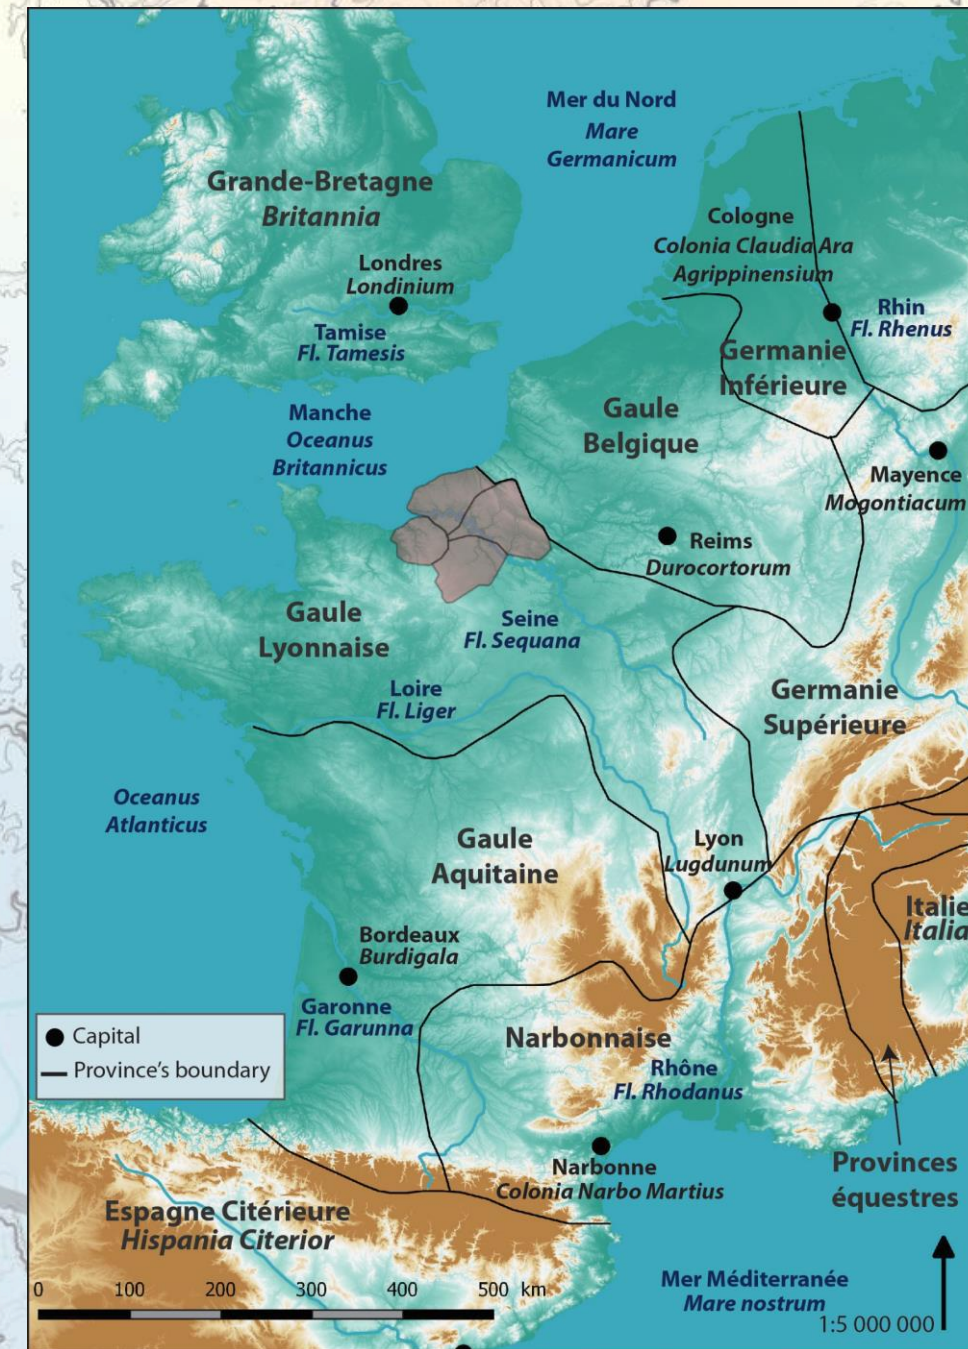 Mer du Nord
Mare
Germanicum
Grande-Bretagne
Britannia
Cologne
Colonia Claudia Ara
Agrippinensium
Londres
Londinium
Rhin
Fl. Rhenus
Tamise
Fl. Tamesis
Germanie
Inférieure
Manche
Oceanus
Britannicus
Gaule
Belgique
Mayence
Mogontiacum
Reims
Durocortorum
Gaule
Lyonnaise
Seine
Fl. Sequana
Loire
Fl. Liger
Germanie
Supérieure
Oceanus
Atlanticus
Gaule
Aquitaine
Lyon
Lugdunum
Italie
Italia
Bordeaux
Burdigala
Garonne
Fl. Garunna
Capital
Province's boundary
Narbonnaise
Rhône
Fl. Rhodanus
Narbonne
Colonia Narbo Martius
Provinces
équestres
Espagne Citérieure
Hispania Citerior
0 100 200 300 400 500 km
Mer Méditerranée
Mare nostrum
1:5 000 000